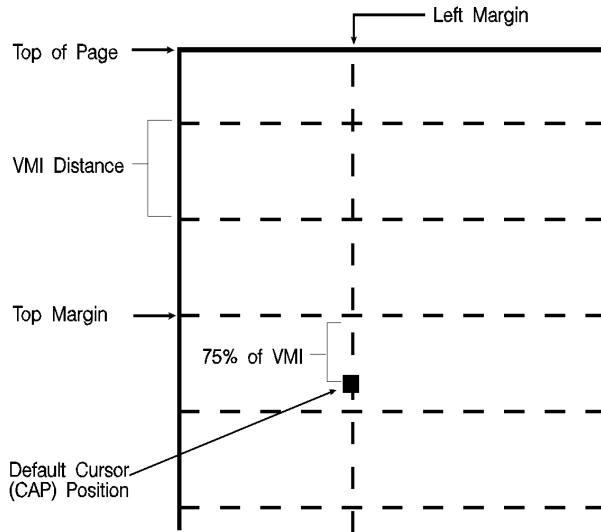 Left Margin
Top of Page
VMI Distance
Top Margin
75% of VMI
Default Cursor
(CAP) Position